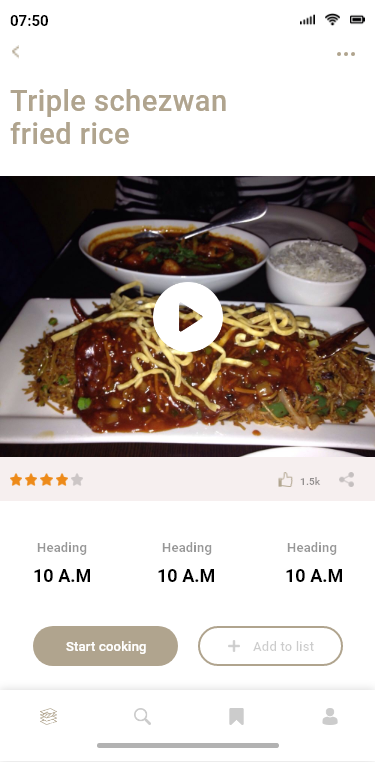 07:50
Triple schezwan
fried rice
1.5k
Heading Heading Heading
10 A.M 10 A.M 10 A.M
Start cooking Add to list